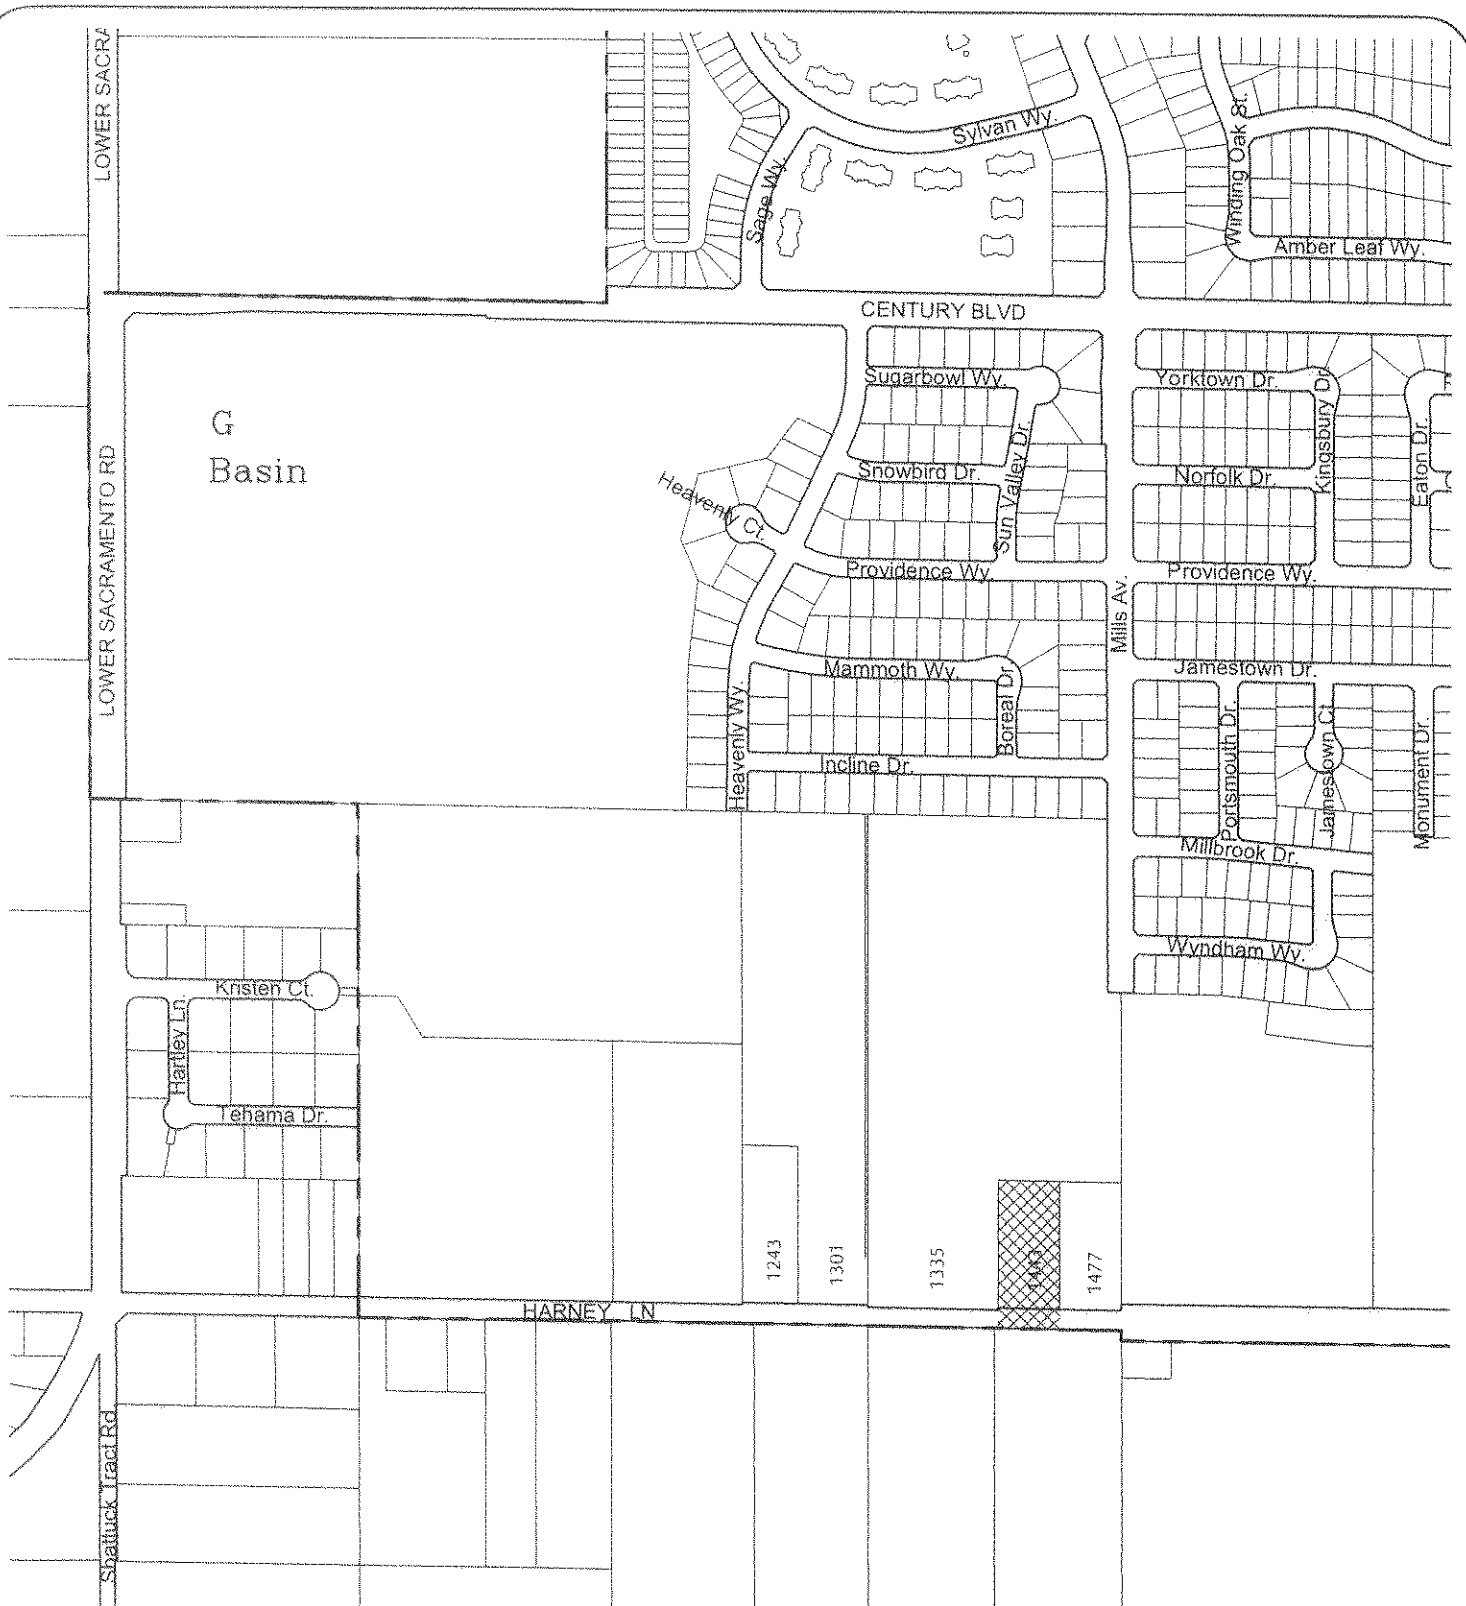 LOWER SACRA
Sylvan Wy.
Sage Wy.
Winding Oak St.
Amber Leaf Wy.
CENTURY BLVD
Sugarbowl Wy.
Yorktown Dr.
Kingsbury Dr.
G
Basin
Sun Valley Dr.
Eaton Dr.
LOWER SACRAMENTO RD
Snowbird Dr.
Norfolk Dr.
Heavenly Ct.
Providence Wy.
Providence Wy.
Mills Av.
Mammoth Wy.
Jamestown Dr.
Heavenly Wy.
Boreal Dr.
Portsmouth Dr.
Jamestown Ct.
Monument Dr.
Incline Dr.
Millbrook Dr.
Wyndham Wy.
Kristen Ct.
Hartley Ln.
Tehama Dr.
1243
1301
1335
1477
HARNEY LN
Shattuck Tract Rd